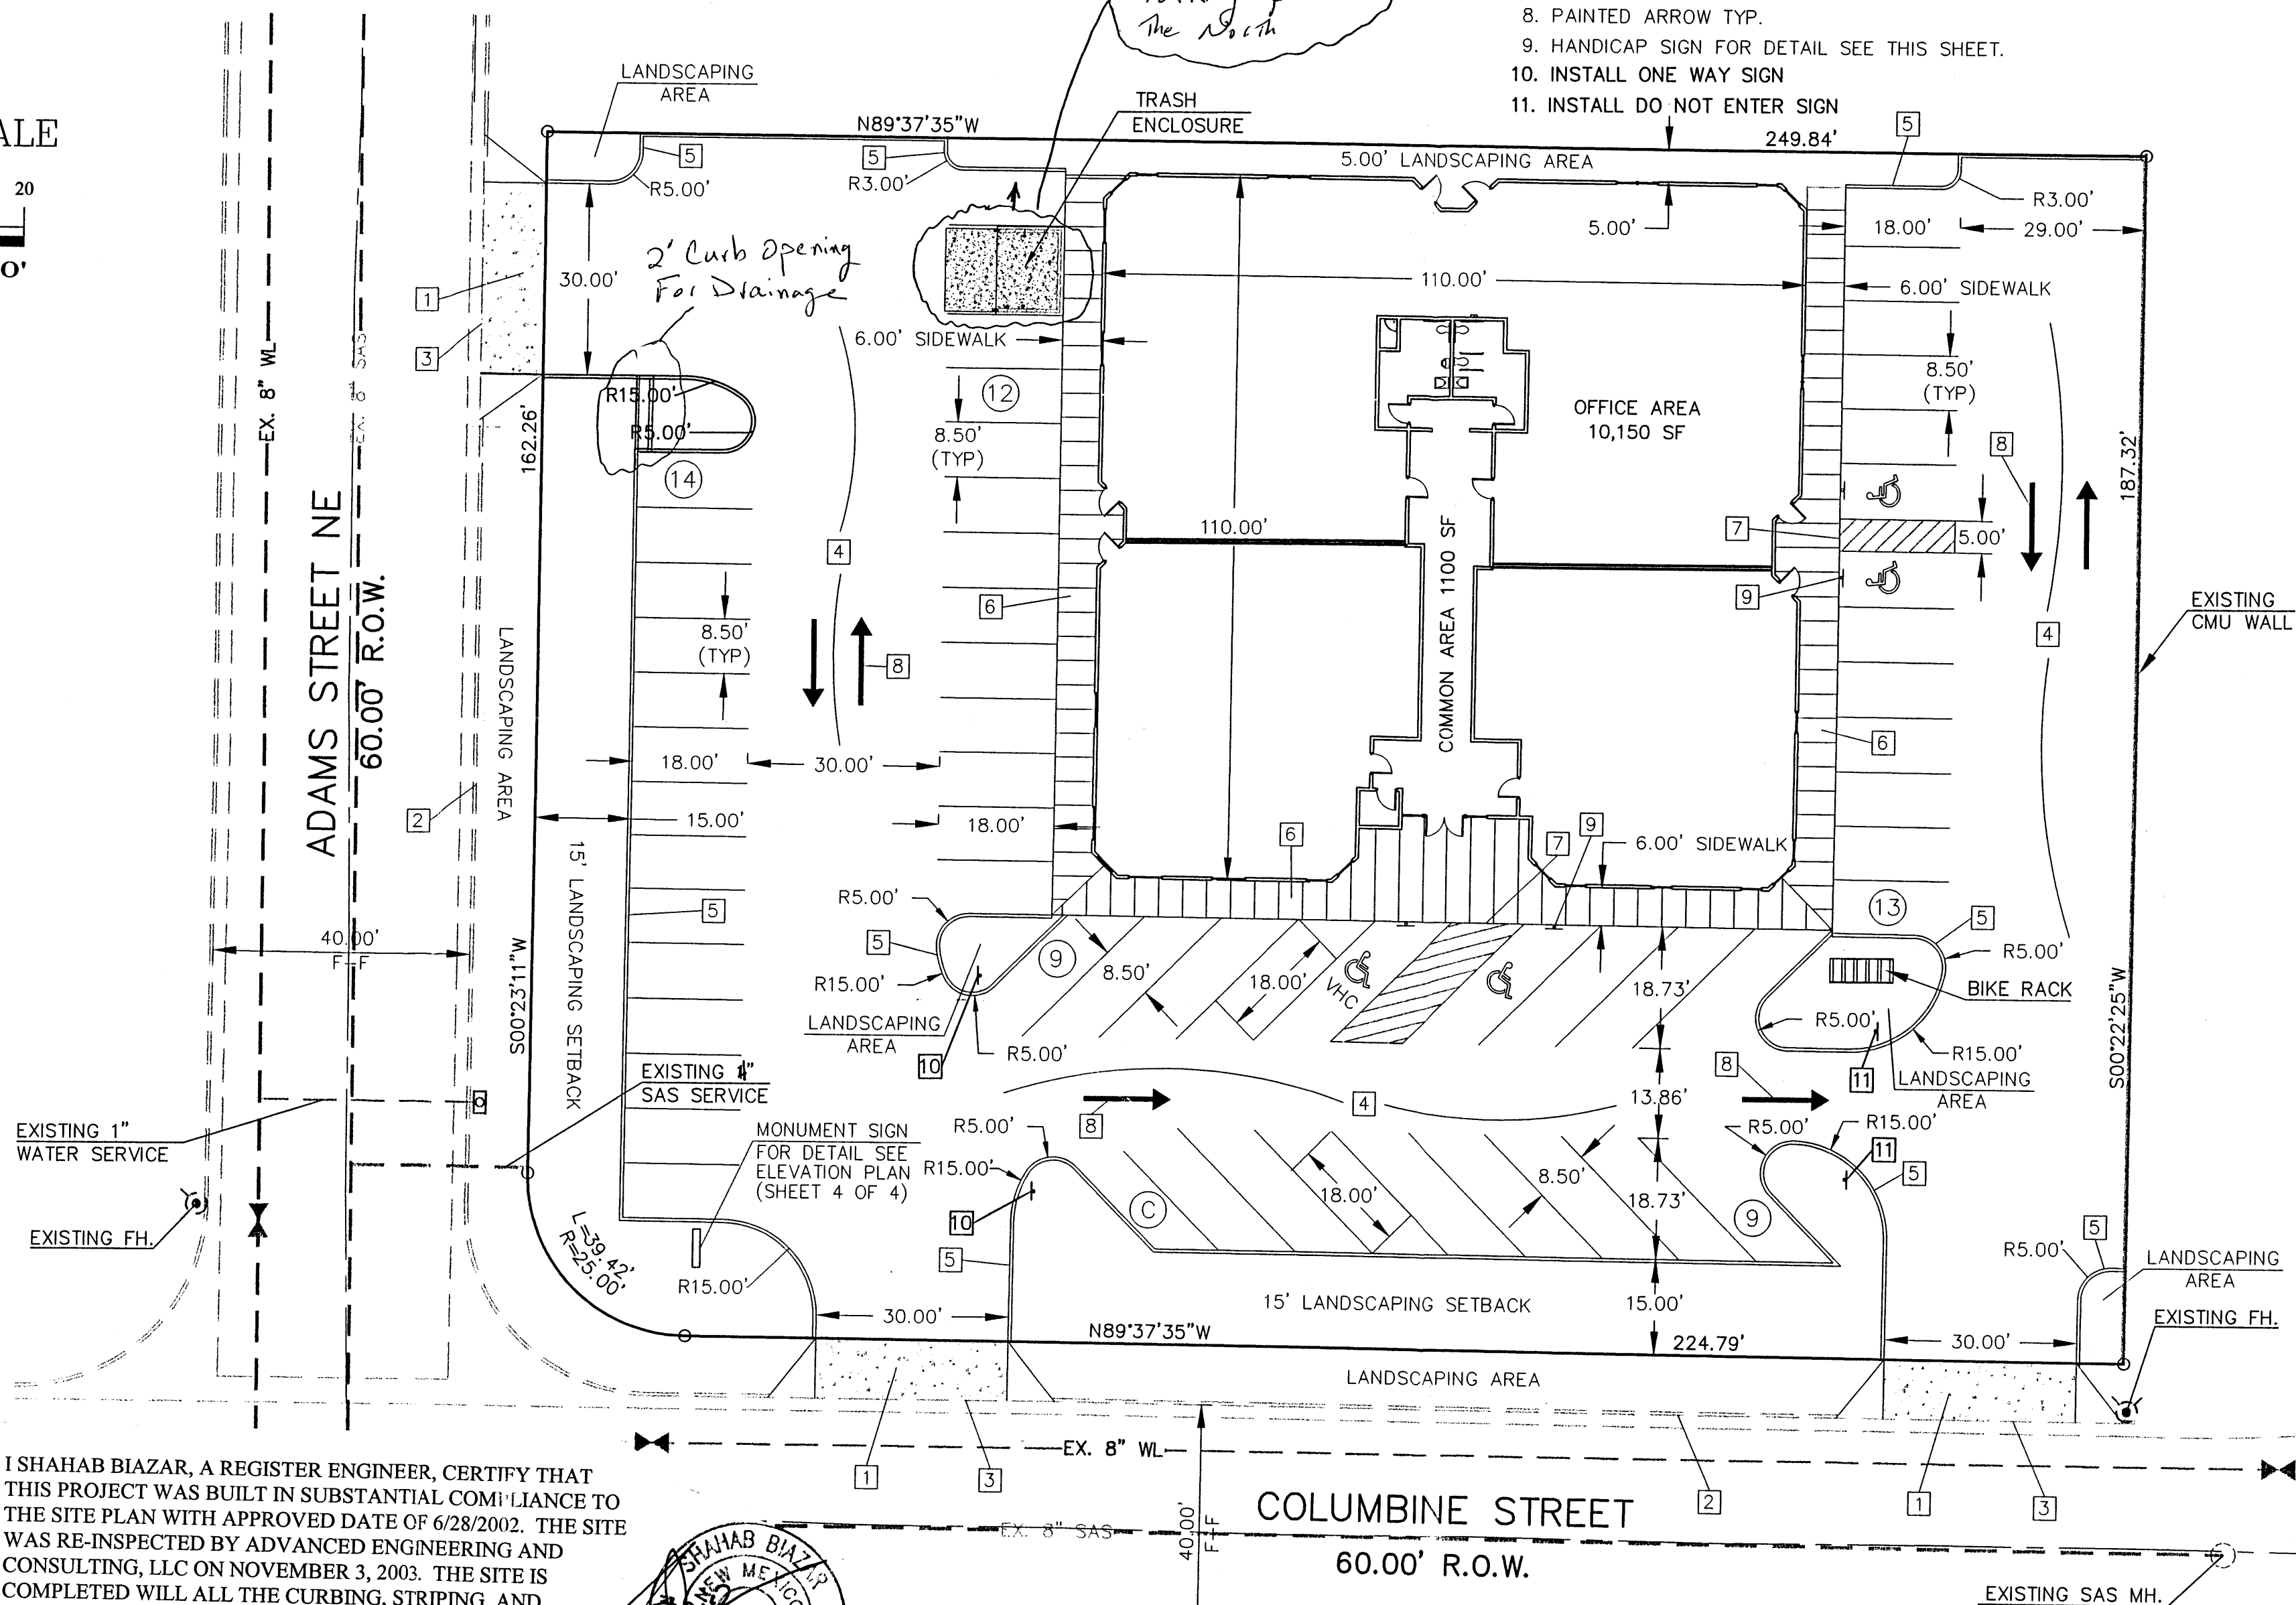 The North
8. PAINTED ARROW TYP.
9. HANDICAP SIGN FOR DETAIL SEE THIS SHEET.
10. INSTALL ONE WAY SIGN
11. INSTALL DO NOT ENTER SIGN
ALE
20
O'
LANDSCAPING
AREA
TRASH
ENCLOSURE
N89°37'35"W
249.84'
5
5
5
5.00' LANDSCAPING AREA
R5.00'
R3.00'
R3.00'
5.00'
18.00'
29.00'
2' Curb Opening
For Drainage
30.00'
110.00'
6.00' SIDEWALK
1
3
6.00' SIDEWALK
EX. 8" WL
EX. 8" SAS
R15.00'
R5.00'
12
8.50'
(TYP)
OFFICE AREA
10,150 SF
8.50'
(TYP)
162.26'
14
8
187.32'
ADAMS STREET NE
60.00' R.O.W.
4
110.00'
COMMON AREA 1100 SF
7
5.00'
9
EXISTING
CMU WALL
6
4
8.50'
(TYP)
8
LANDSCAPING AREA
6
18.00'
30.00'
2
15.00'
18.00'
6
7
9
6.00' SIDEWALK
15' LANDSCAPING SETBACK
R5.00'
5
13
5
40.00'
F-F
5
9
8.50'
18.00'
VHC
18.73'
R5.00'
R15.00'
BIKE RACK
S00°23'11"W
S00°22'25"W
LANDSCAPING
AREA
R5.00'
R5.00'
R15.00'
10
11
LANDSCAPING
AREA
EXISTING 4"
SAS SERVICE
8
13.86'
4
8
EXISTING 1"
WATER SERVICE
MONUMENT SIGN
FOR DETAIL SEE
ELEVATION PLAN
(SHEET 4 OF 4)
R5.00'
R15.00'
R5.00'
R15.00'
11
5
8.50'
18.00'
18.73'
EXISTING FH.
10
C
9
L=39.42'
R=25.00'
5
R15.00'
5
R5.00'
LANDSCAPING
AREA
30.00'
15' LANDSCAPING SETBACK
15.00'
EXISTING FH.
N89°37'35"W
224.79'
30.00'
LANDSCAPING AREA
EX. 8" WL
1
3
2
1
3
I SHAHAB BIAZAR, A REGISTER ENGINEER, CERTIFY THAT
THIS PROJECT WAS BUILT IN SUBSTANTIAL COMPLIANCE TO
THE SITE PLAN WITH APPROVED DATE OF 6/28/2002. THE SITE
WAS RE-INSPECTED BY ADVANCED ENGINEERING AND
CONSULTING, LLC ON NOVEMBER 3, 2003. THE SITE IS
COMPLETED WILL ALL THE CURBING, STRIPING, AND
SHAHAB BIAZAR
NEW MEXICO
EX. 8" SAS
40.00'
F-F
COLUMBINE STREET
60.00' R.O.W.
EXISTING SAS MH.